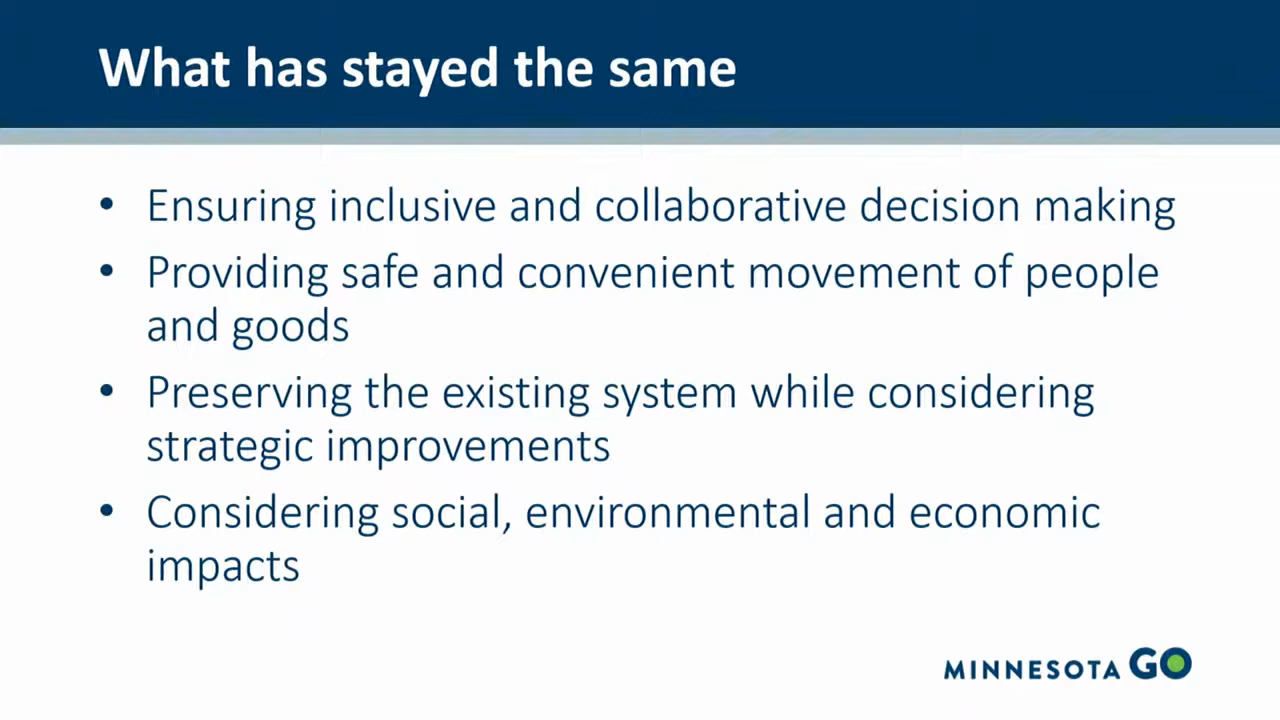 What has stayed the same
• Ensuring inclusive and collaborative decision making
• Providing safe and convenient movement of people
and goods
• Preserving the existing system while considering
strategic improvements
• Considering social, environmental and economic
impacts
MINNESOTA GO